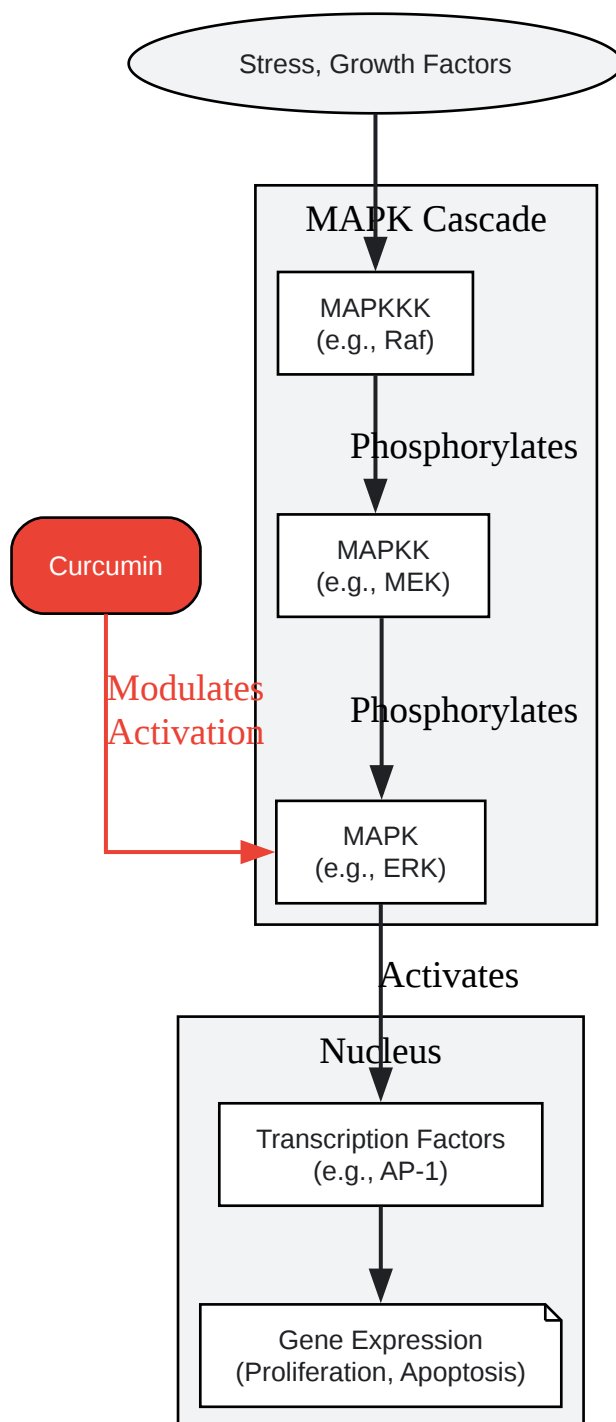 Stress, Growth Factors
MAPK Cascade
MAPKKK
(e.g., Raf)
Phosphorylates
MAPKK
(e.g., MEK)
Curcumin
Modulates
Activation
Phosphorylates
MAPK
(e.g., ERK)
Activates
Nucleus
Transcription Factors
(e.g., AP-1)
Gene Expression
(Proliferation, Apoptosis)